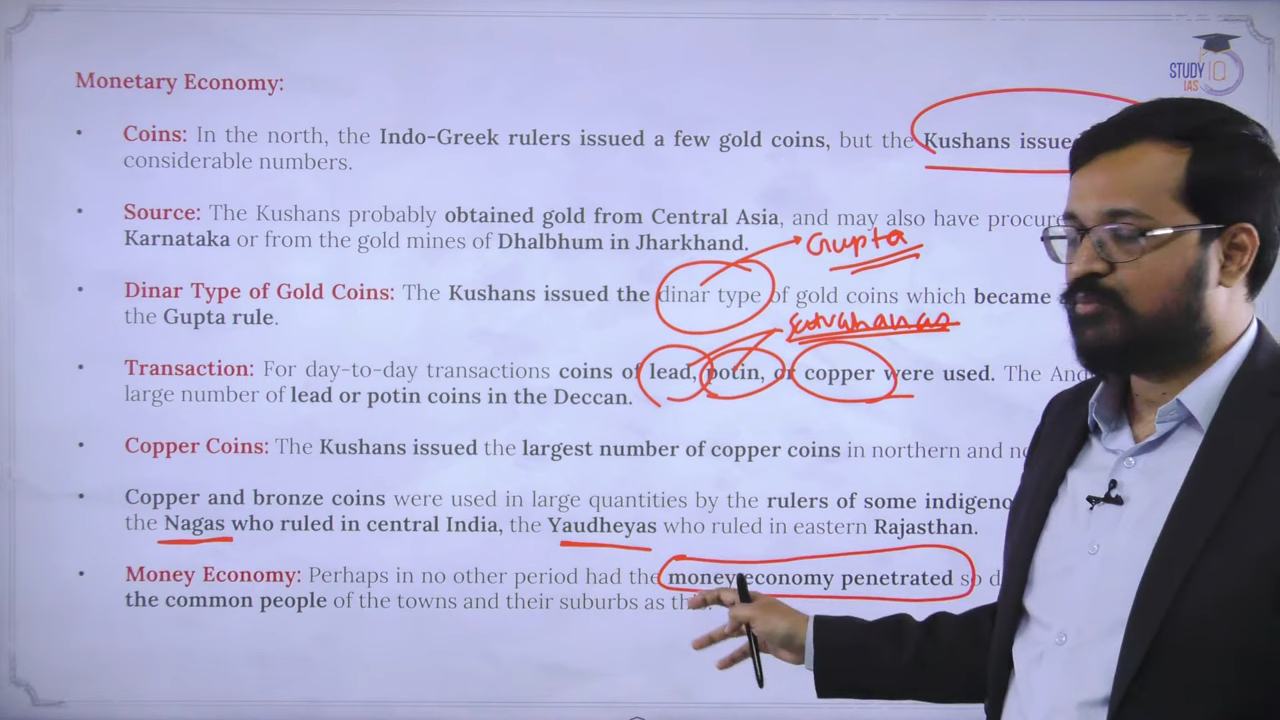 STUDY IQ
IAS
Monetary Economy:
• Coins: In the north, the Indo-Greek rulers issued a few gold coins, but the Kushans issue
considerable numbers.
• Source: The Kushans probably obtained gold from Central Asia, and may also have procure
Karnataka or from the gold mines of Dhalbhum in Jharkhand.
Gupta
• Dinar Type of Gold Coins: The Kushans issued the dinar type of gold coins which became
the Gupta rule.
• Transaction: For day-to-day transactions coins of lead, potin, or copper were used. The And
large number of lead or potin coins in the Deccan.
• Copper Coins: The Kushans issued the largest number of copper coins in northern and no
• Copper and bronze coins were used in large quantities by the rulers of some indigeno
the Nagas who ruled in central India, the Yaudheyas who ruled in eastern Rajasthan.
• Money Economy: Perhaps in no other period had the money economy penetrated so d
the common people of the towns and their suburbs as